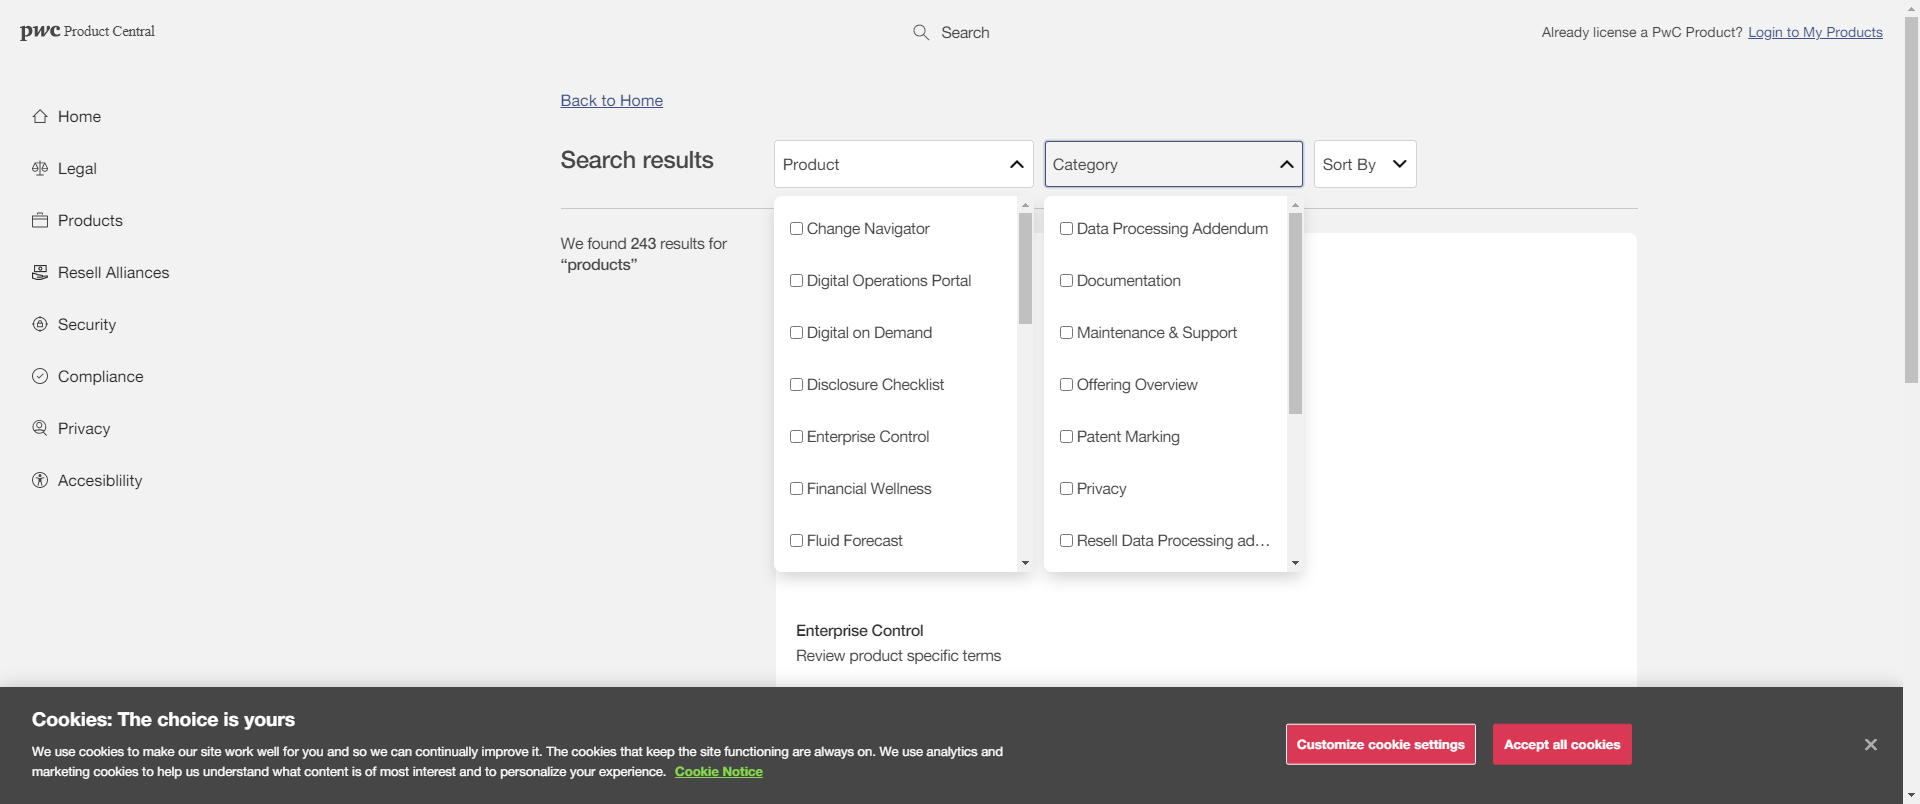 pwc Product Central
Search
Already license a PwC Product? Login to My Products
Home
Legal
Products
Resell Alliances
Security
Compliance
Privacy
Accesiblility
Back to Home
Search results
Product
Category
Sort By
We found 243 results for
“products”
Change Navigator
Digital Operations Portal
Digital on Demand
Disclosure Checklist
Enterprise Control
Financial Wellness
Fluid Forecast
Data Processing Addendum
Documentation
Maintenance & Support
Offering Overview
Patent Marking
Privacy
Resell Data Processing ad...
Enterprise Control
Review product specific terms
Cookies: The choice is yours
We use cookies to make our site work well for you and so we can continually improve it. The cookies that keep the site functioning are always on. We use analytics and
marketing cookies to help us understand what content is of most interest and to personalize your experience. Cookie Notice
Customize cookie settings
Accept all cookies